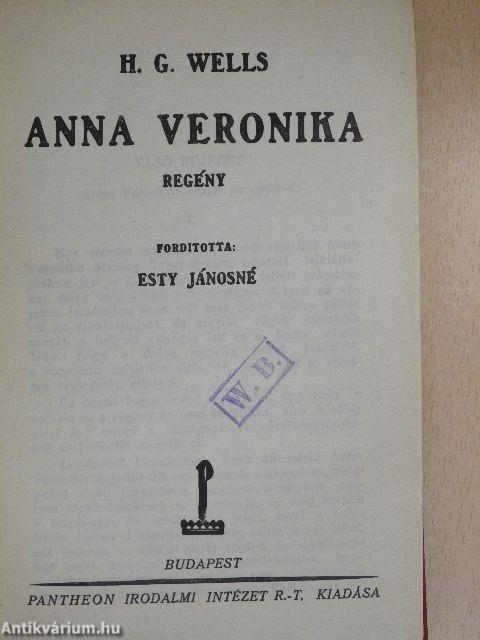 H. G. WELLS
ANNA VERONIKA
REGÉNY
FORDITOTTA:
ESTY JÁNOSNÉ
W. B.
BUDAPEST
PANTHEON IRODALMI INTÉZET R.-T. KIADÁSA
Antikvárium.hu